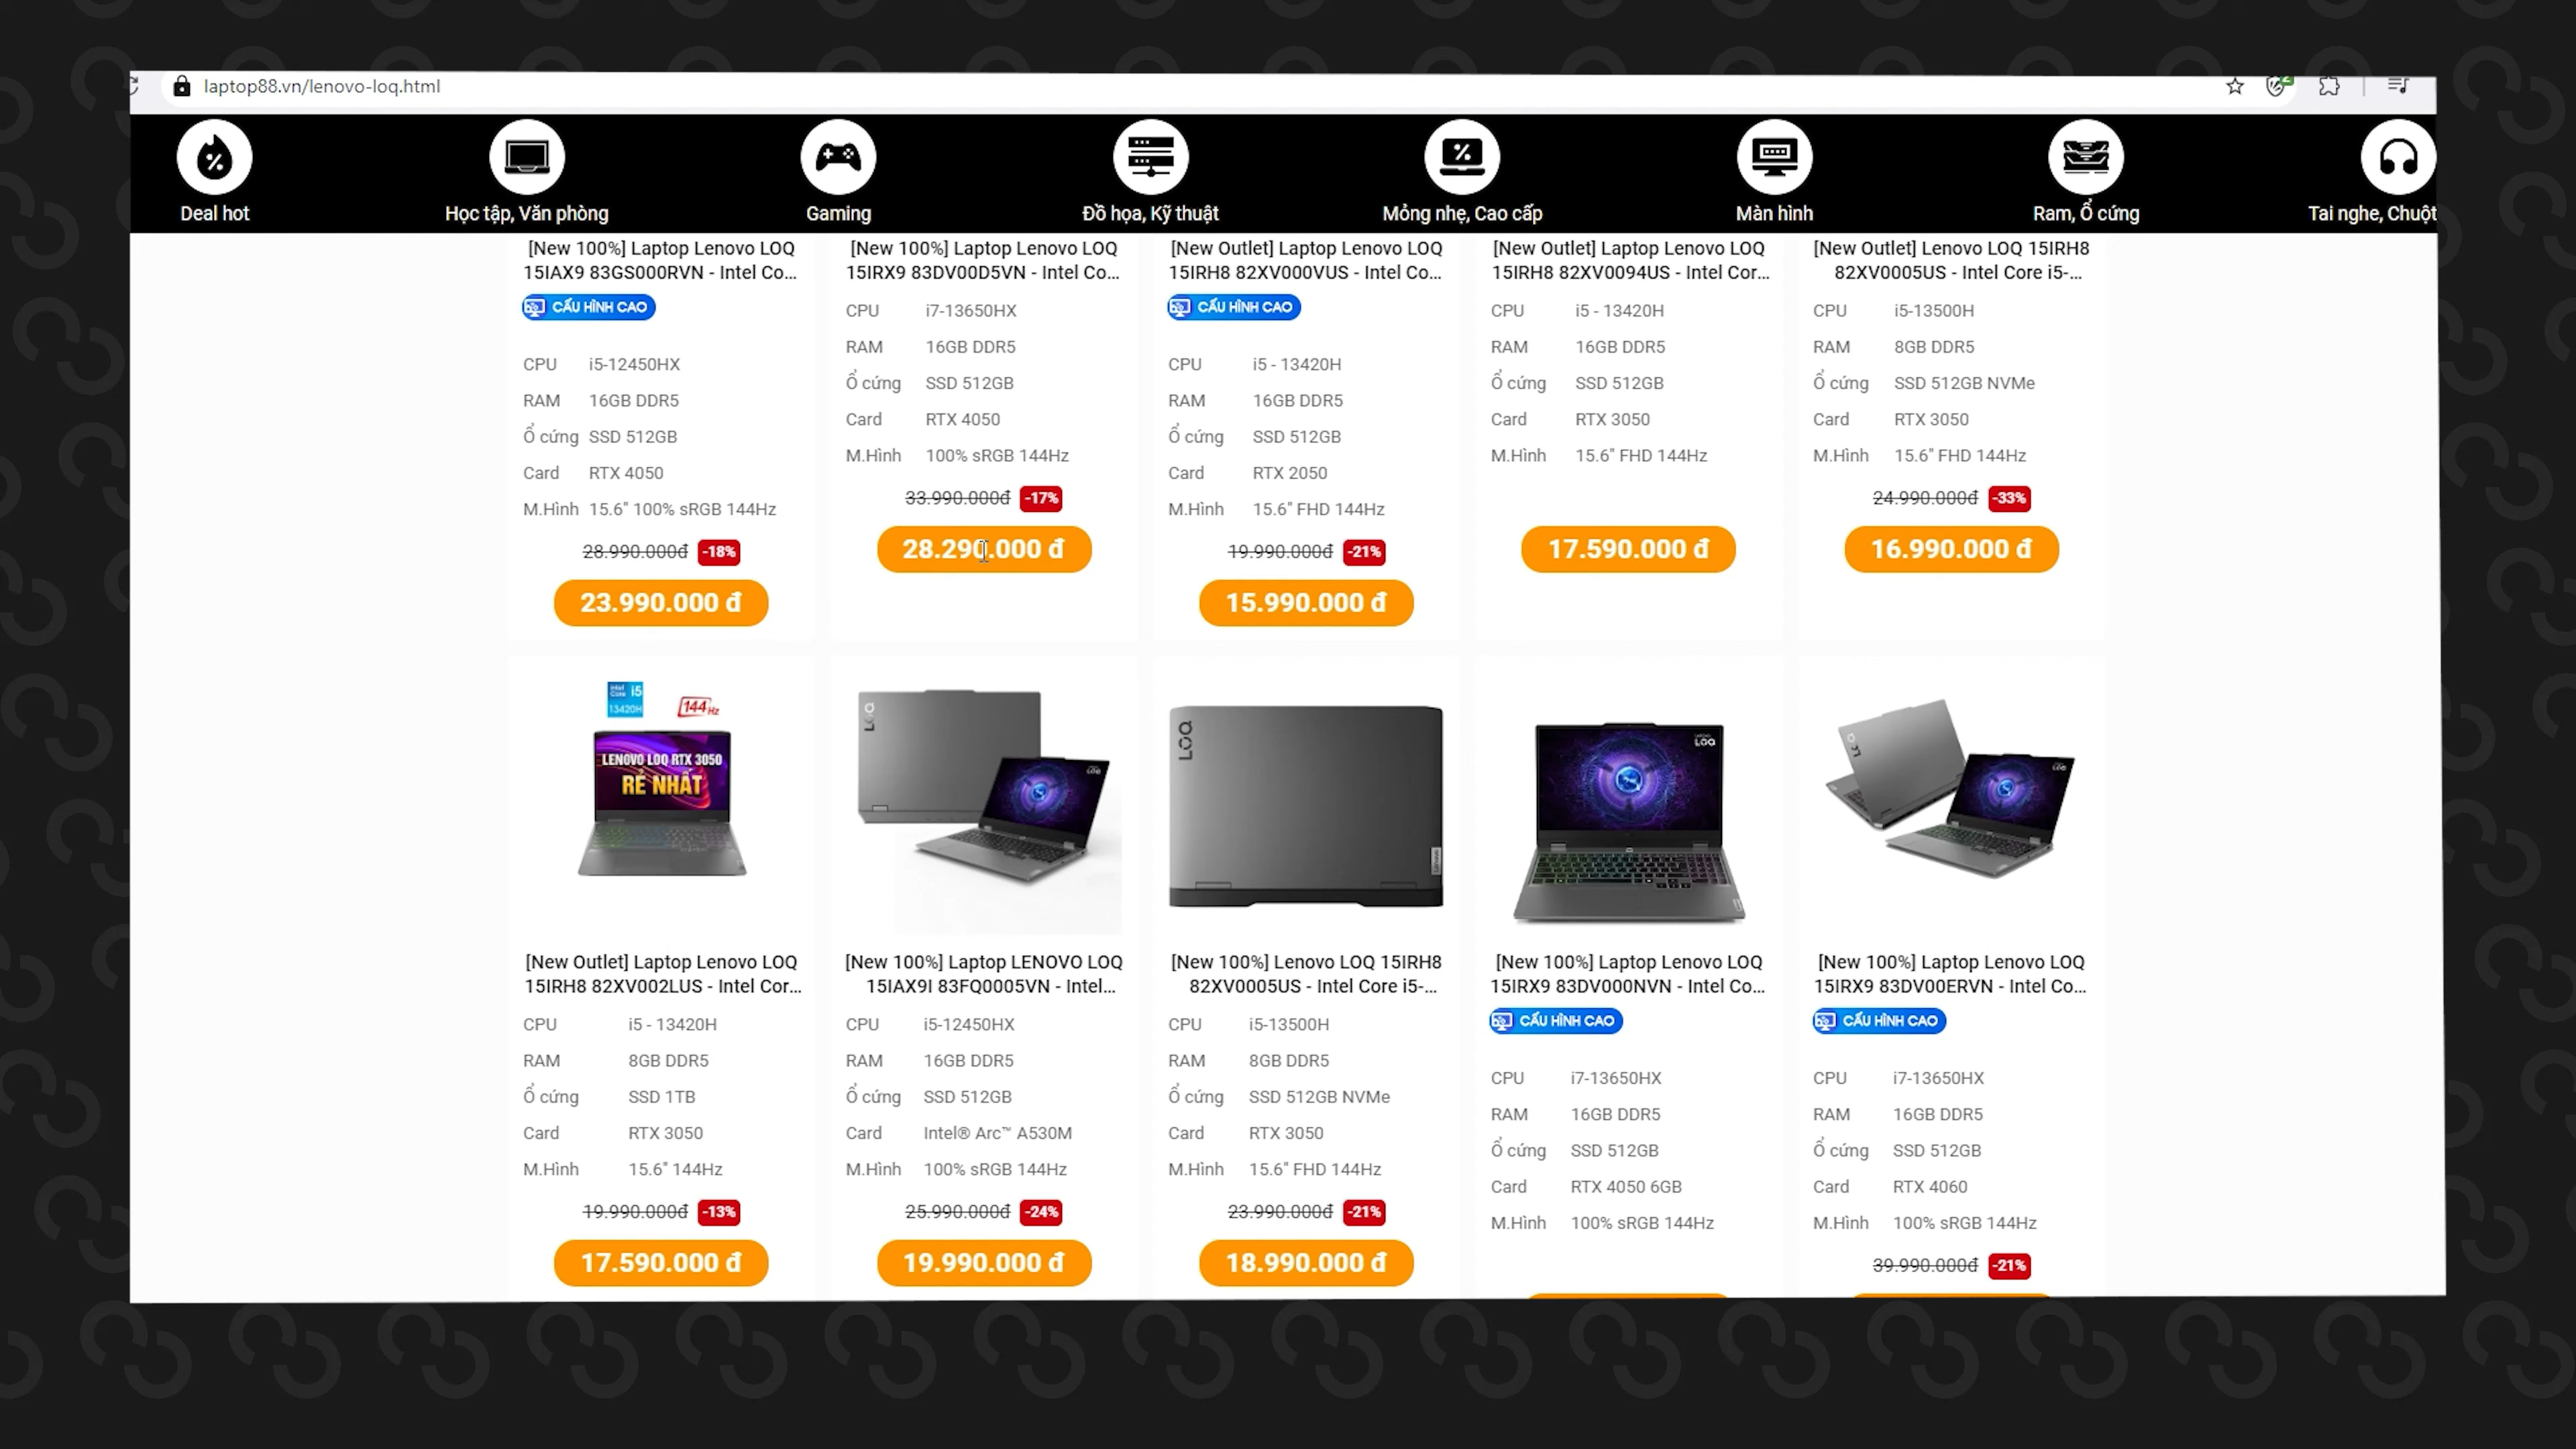 laptop88.vn/lenovo-loq.html
Deal hot
Học tập, Văn phòng
Gaming
Đồ họa, Kỹ thuật
Mỏng nhẹ, Cao cấp
Màn hình
Ram, Ổ cứng
Tai nghe, Chuột
[New 100%] Laptop Lenovo LOQ
15IAX9 83GS000RVN - Intel Co...
CẤU HÌNH CAO
CPU i5-12450HX
RAM 16GB DDR5
Ổ cứng SSD 512GB
Card RTX 4050
M.Hình 15.6" 100% sRGB 144Hz
28.990.000đ -18%
23.990.000 đ
[New 100%] Laptop Lenovo LOQ
15IRX9 83DV00D5VN - Intel Co...
CPU i7-13650HX
RAM 16GB DDR5
Ổ cứng SSD 512GB
Card RTX 4050
M.Hình 100% sRGB 144Hz
33.990.000đ -17%
28.290.000 đ
[New Outlet] Laptop Lenovo LOQ
15IRH8 82XV000VUS - Intel Co...
CẤU HÌNH CAO
CPU i5 - 13420H
RAM 16GB DDR5
Ổ cứng SSD 512GB
Card RTX 2050
M.Hình 15.6" FHD 144Hz
19.990.000đ -21%
15.990.000 đ
[New Outlet] Laptop Lenovo LOQ
15IRH8 82XV0094US - Intel Cor...
CPU i5 - 13420H
RAM 16GB DDR5
Ổ cứng SSD 512GB
Card RTX 3050
M.Hình 15.6" FHD 144Hz
17.590.000 đ
[New Outlet] Lenovo LOQ 15IRH8
82XV0005US - Intel Core i5-...
CPU i5-13500H
RAM 8GB DDR5
Ổ cứng SSD 512GB NVMe
Card RTX 3050
M.Hình 15.6" FHD 144Hz
24.990.000đ -33%
16.990.000 đ
intel
Core i5
13420H
144Hz
LENOVO LOQ RTX 3050
RẺ NHẤT
[New Outlet] Laptop Lenovo LOQ
15IRH8 82XV002LUS - Intel Cor...
CPU i5 - 13420H
RAM 8GB DDR5
Ổ cứng SSD 1TB
Card RTX 3050
M.Hình 15.6" 144Hz
19.990.000đ -13%
17.590.000 đ
LOQ
LOQ
[New 100%] Laptop LENOVO LOQ
15IAX9I 83FQ0005VN - Intel...
CPU i5-12450HX
RAM 16GB DDR5
Ổ cứng SSD 512GB
Card Intel® Arc™ A530M
M.Hình 100% sRGB 144Hz
25.990.000đ -24%
19.990.000 đ
LOQ
Lenovo
[New 100%] Lenovo LOQ 15IRH8
82XV0005US - Intel Core i5-...
CPU i5-13500H
RAM 8GB DDR5
Ổ cứng SSD 512GB NVMe
Card RTX 3050
M.Hình 15.6" FHD 144Hz
23.990.000đ -21%
18.990.000 đ
LOQ
[New 100%] Laptop Lenovo LOQ
15IRX9 83DV000NVN - Intel Co...
CẤU HÌNH CAO
CPU i7-13650HX
RAM 16GB DDR5
Ổ cứng SSD 512GB
Card RTX 4050 6GB
M.Hình 100% sRGB 144Hz
LOQ
[New 100%] Laptop Lenovo LOQ
15IRX9 83DV00ERVN - Intel Co...
CẤU HÌNH CAO
CPU i7-13650HX
RAM 16GB DDR5
Ổ cứng SSD 512GB
Card RTX 4060
M.Hình 100% sRGB 144Hz
39.990.000đ -21%